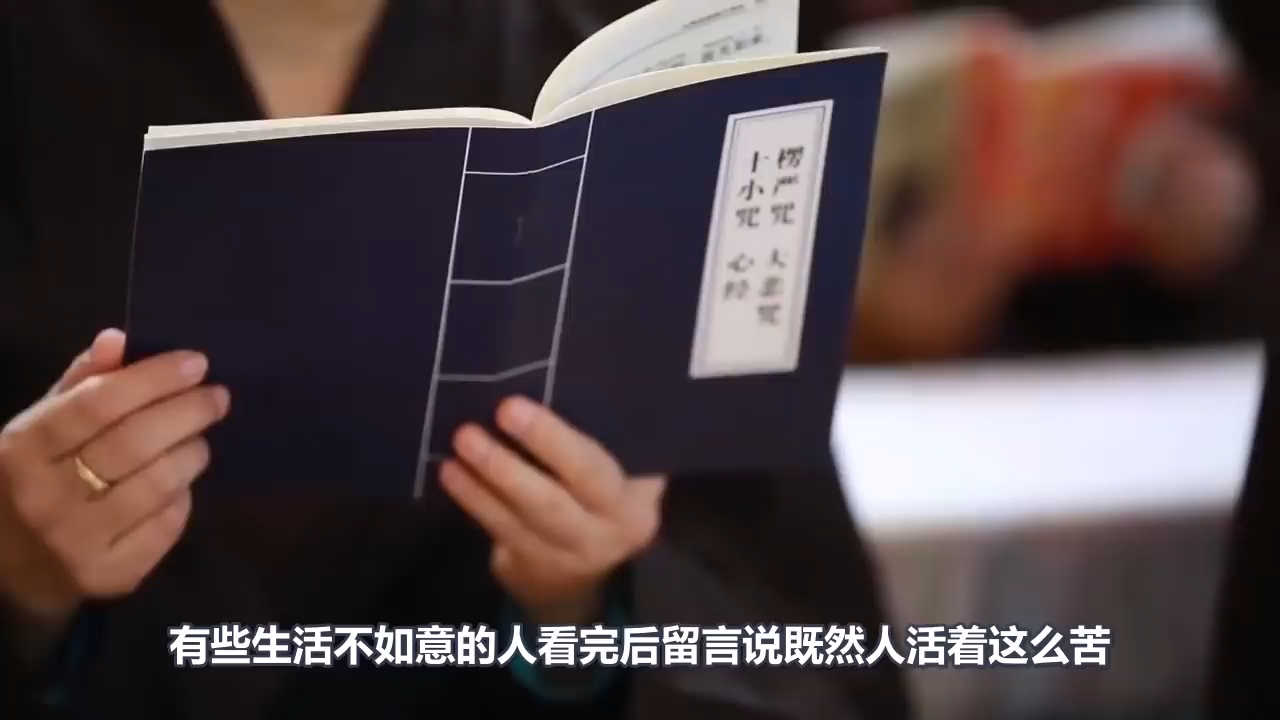 楞严咒 大悲咒
十小咒 心经
有些生活不如意的人看完后留言说既然人活着这么苦